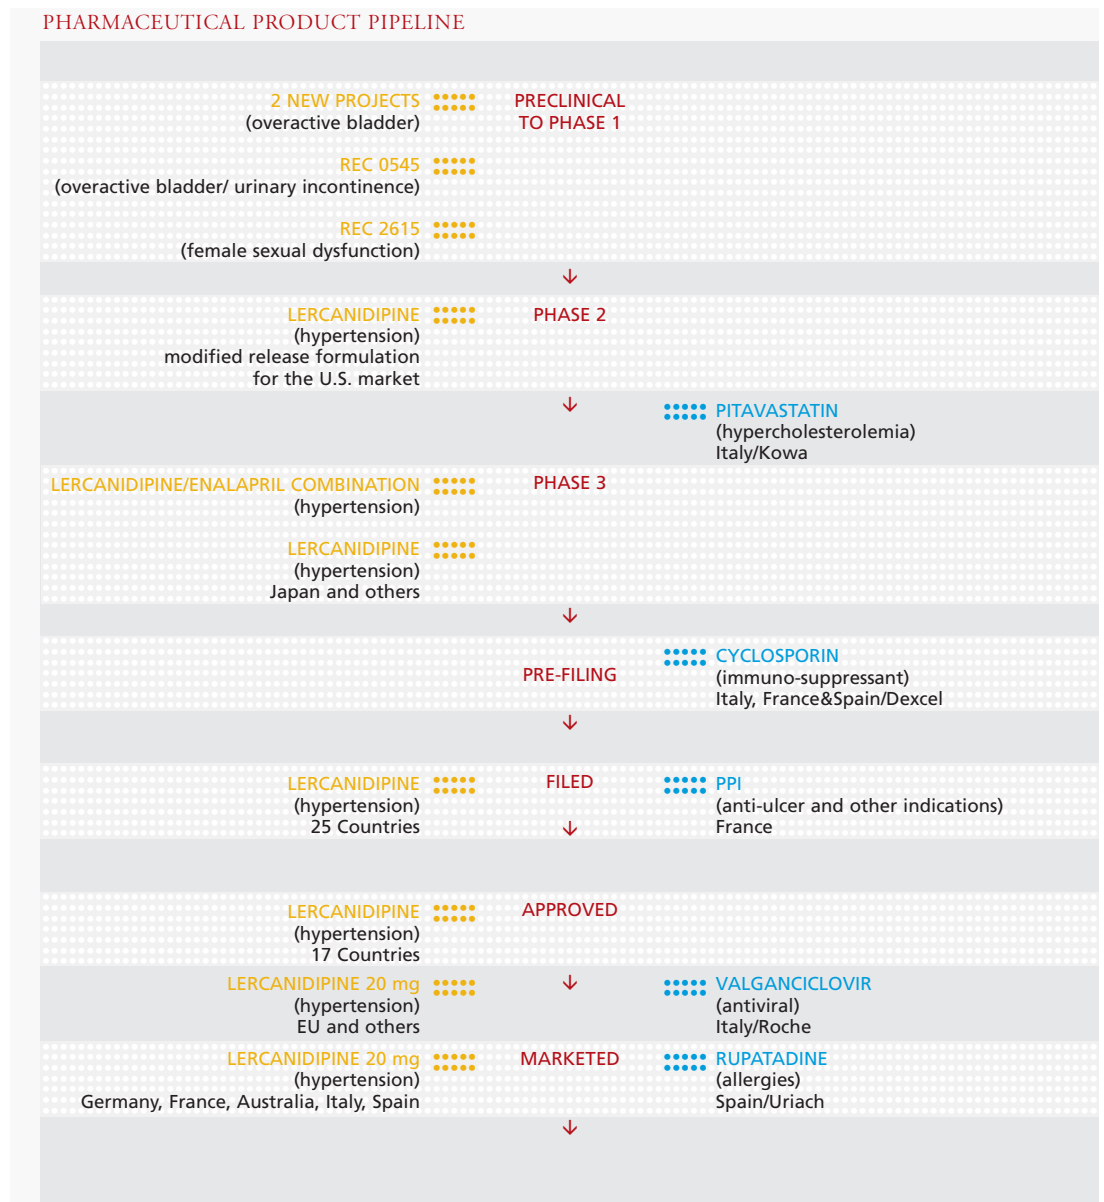 PHARMACEUTICAL PRODUCT PIPELINE
2 NEW PROJECTS
(overactive bladder)
PRECLINICAL
TO PHASE 1
REC 0545
(overactive bladder/ urinary incontinence)
REC 2615
(female sexual dysfunction)
LERCANIDIPINE
(hypertension)
modified release formulation
for the U.S. market
PHASE 2
PITAVASTATIN
(hypercholesterolemia)
Italy/Kowa
LERCANIDIPINE/ENALAPRIL COMBINATION
(hypertension)
PHASE 3
LERCANIDIPINE
(hypertension)
Japan and others
PRE-FILING
CYCLOSPORIN
(immuno-suppressant)
Italy, France&Spain/Dexcel
LERCANIDIPINE
(hypertension)
25 Countries
FILED
PPI
(anti-ulcer and other indications)
France
LERCANIDIPINE
(hypertension)
17 Countries
APPROVED
LERCANIDIPINE 20 mg
(hypertension)
EU and others
VALGANCICLOVIR
(antiviral)
Italy/Roche
LERCANIDIPINE 20 mg
(hypertension)
Germany, France, Australia, Italy, Spain
MARKETED
RUPATADINE
(allergies)
Spain/Uriach